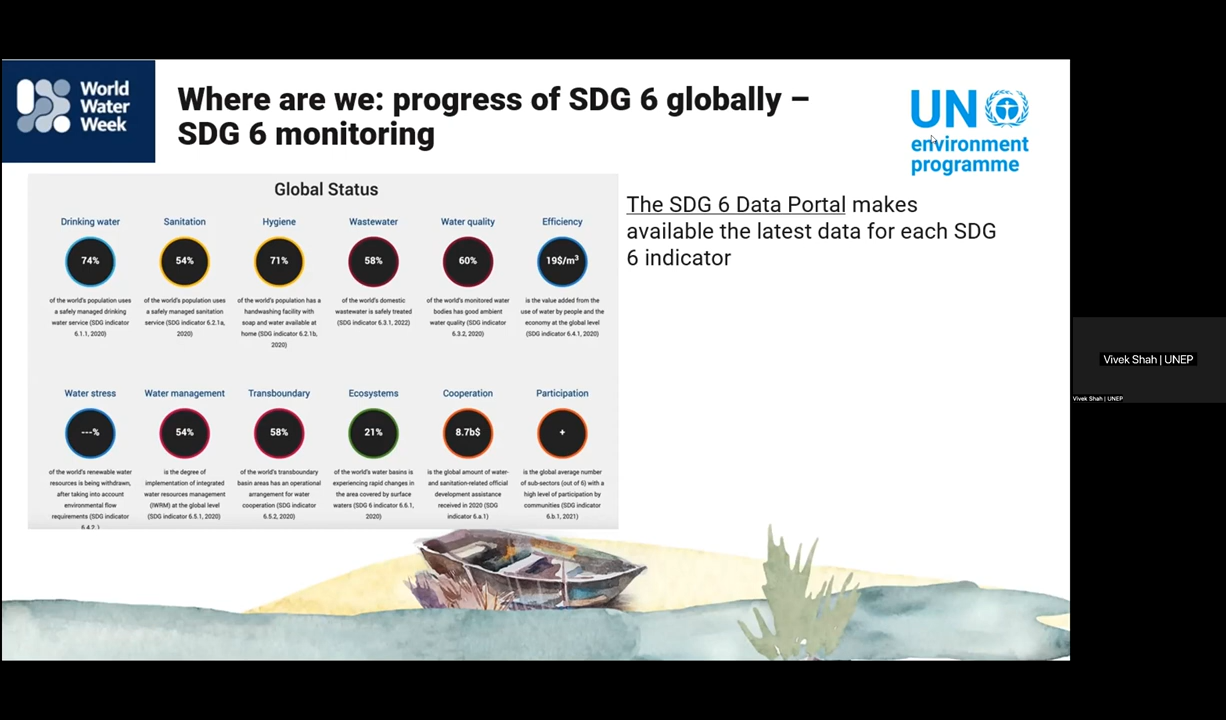 World
Water
Week
Where are we: progress of SDG 6 globally –
SDG 6 monitoring
UN
environment
programme
Global Status
Drinking water
74%
of the world's population uses
a safely managed drinking
water service (SDG indicator
6.1.1, 2020)
Sanitation
54%
of the world's population uses
a safely managed sanitation
service (SDG indicator 6.2.1a,
2020)
Hygiene
71%
of the world's population has a
handwashing facility with
soap and water available at
home (SDG indicator 6.2.1b,
2020)
Wastewater
58%
of the world's domestic
wastewater is safely treated
(SDG indicator 6.3.1, 2022)
Water quality
60%
of the world's monitored water
bodies has good ambient
water quality (SDG indicator
6.3.2, 2020)
Efficiency
19$/m³
is the value added from the
use of water by people and the
economy at the global level
(SDG indicator 6.4.1, 2020)
Water stress
---%
of the world's renewable water
resources is being withdrawn,
after taking into account
environmental flow
requirements (SDG indicator
6.4.2, )
Water management
54%
is the degree of
implementation of integrated
water resources management
(IWRM) at the global level
(SDG indicator 6.5.1, 2020)
Transboundary
58%
of the world's transboundary
basin areas has an operational
arrangement for water
cooperation (SDG indicator
6.5.2, 2020)
Ecosystems
21%
of the world's water basins is
experiencing rapid changes in
the area covered by surface
waters (SDG 6 indicator 6.6.1,
2020)
Cooperation
8.7b$
is the global amount of water-
and sanitation-related official
development assistance
received in 2020 (SDG
indicator 6.a.1)
Participation
+
is the global average number
of sub-sectors (out of 6) with a
high level of participation by
communities (SDG indicator
6.b.1, 2021)
The SDG 6 Data Portal makes
available the latest data for each SDG
6 indicator
Vivek Shah | UNEP
Vivek Shah | UNEP